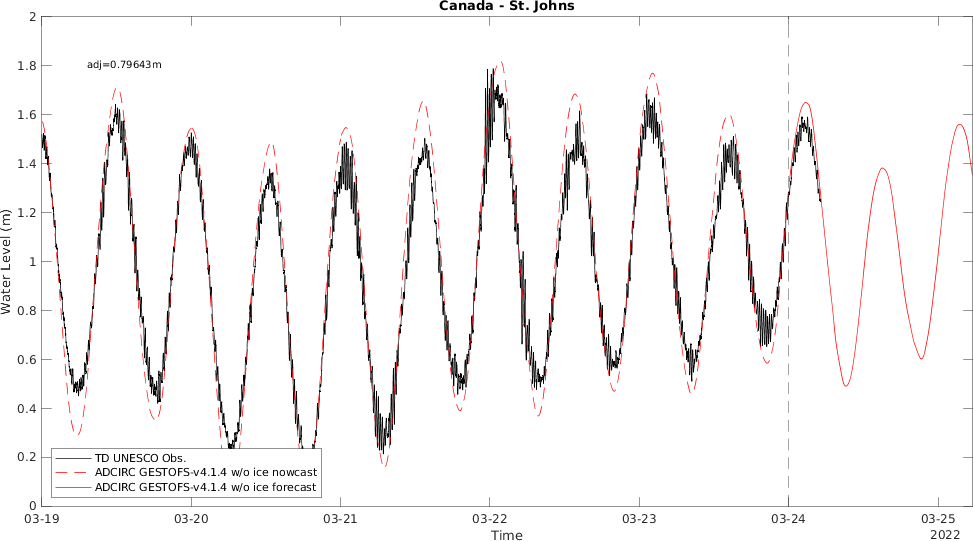 Canada - St. Johns
2
1.8
adj=0.79643m
1.6
1.4
1.2
1
0.8
0.6
0.4
0.2
0
Water Level (m)
TD UNESCO Obs.
ADCIRC GESTOFS-v4.1.4 w/o ice nowcast
ADCIRC GESTOFS-v4.1.4 w/o ice forecast
03-19 03-20 03-21 03-22 03-23 03-24 03-25
Time
2022